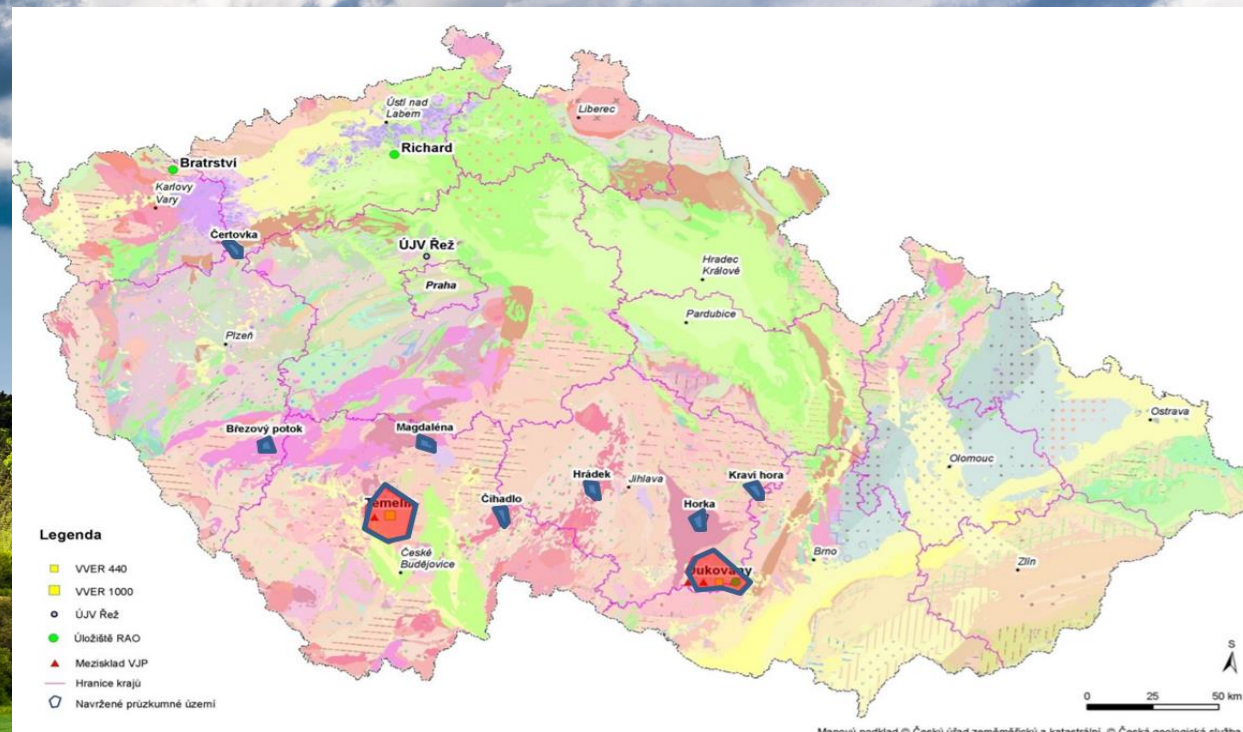 Ústí nad
Labem
Liberec
Richard
Bratrství
Karlovy
Vary
Čertovka
ÚJV Řež
Praha
Hradec
Králové
Pardubice
Plzeň
Ostrava
Březový potok
Magdaléna
Olomouc
Hrádek
Jihlava
Kraví hora
Temelín
Čihadlo
Horka
Brno
Zlín
České
Budějovice
Dukovany
Legenda
VVER 440
VVER 1000
ÚJV Řež
Úložiště RAO
Mezisklad VJP
Hranice krajů
Navržené průzkumné území
S
0 25 50 km
Mapový podklad © Český úřad zeměměřický a katastrální, © Česká geologická služba